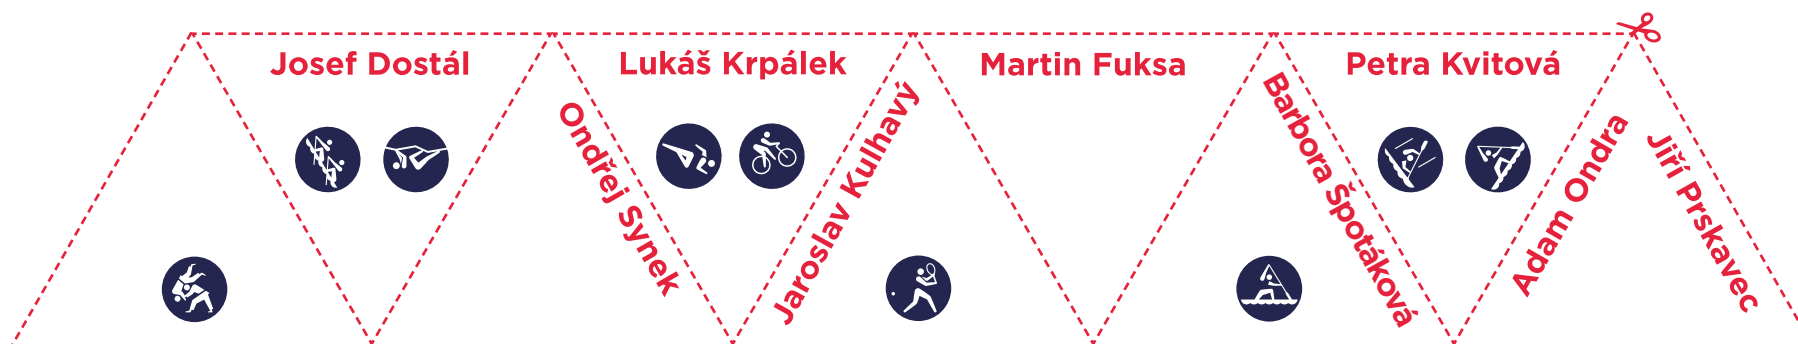 Josef Dostál
Lukáš Krpálek
Martin Fuksa
Petra Kvitová
Ondřej Synek
Jaroslav Kulhavý
Barbora Špotáková
Adam Ondra
Jiří Prskavec